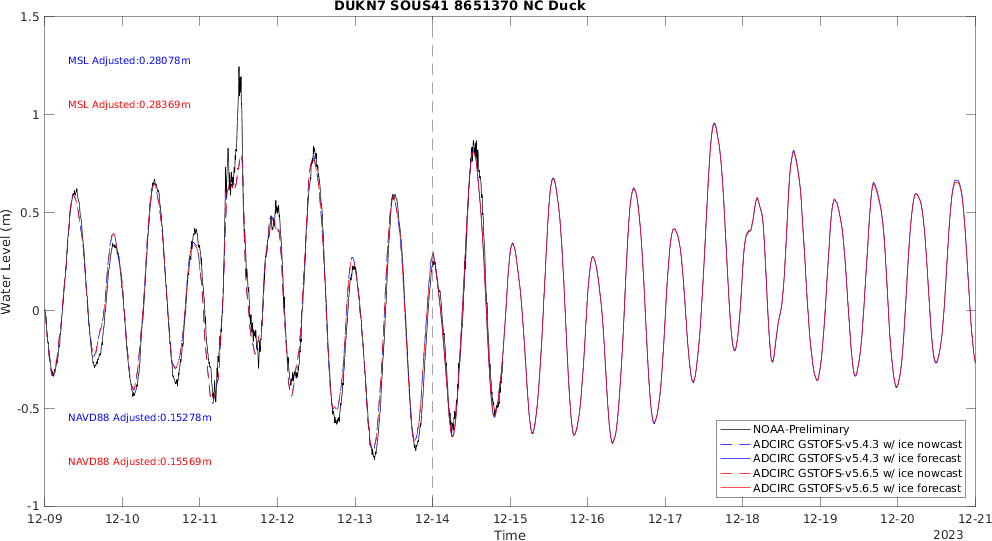 DUKN7 SOUS41 8651370 NC Duck
1.5
MSL Adjusted:0.28078m
MSL Adjusted:0.28369m
1
0.5
Water Level (m)
0
-0.5
NAVD88 Adjusted:0.15278m
NAVD88 Adjusted:0.15569m
NOAA-Preliminary
ADCIRC GSTOFS-v5.4.3 w/ ice nowcast
ADCIRC GSTOFS-v5.4.3 w/ ice forecast
ADCIRC GSTOFS-v5.6.5 w/ ice nowcast
ADCIRC GSTOFS-v5.6.5 w/ ice forecast
-1
12-09 12-10 12-11 12-12 12-13 12-14 12-15 12-16 12-17 12-18 12-19 12-20 12-21
Time
2023